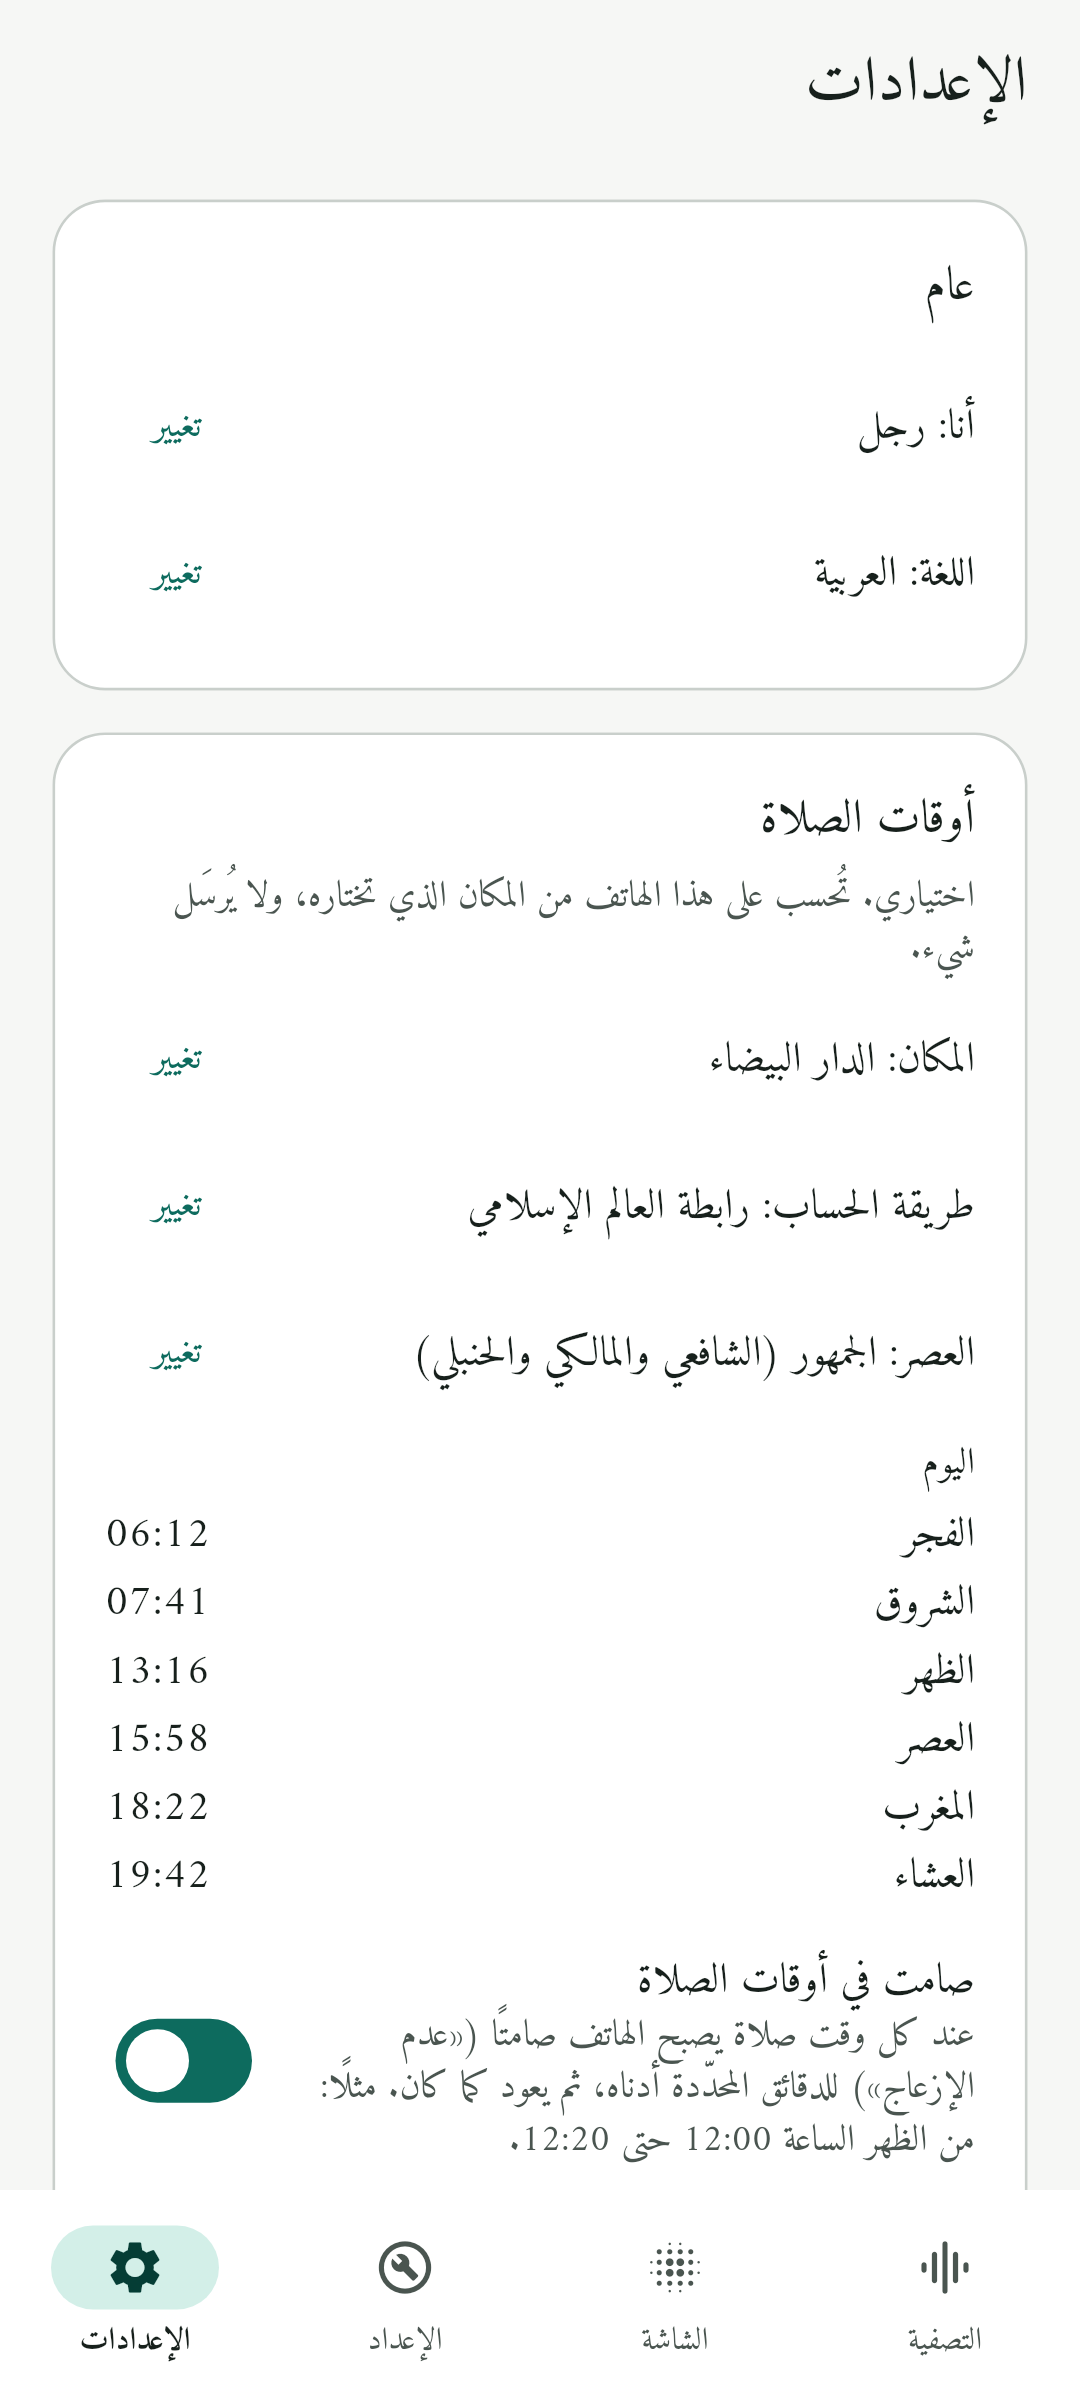 الإعدادات
عام
أنا: رجل
تغيير
اللغة: العربية
تغيير
أوقات الصلاة
اختياري. تُحسب على هذا الهاتف من المكان الذي تختاره، ولا يُرسَل
شيء.
المكان: الدار البيضاء
تغيير
طريقة الحساب: رابطة العالم الإسلامي
تغيير
العصر: الجمهور (الشافعي والمالكي والحنبلي)
تغيير
اليوم
الفجر 06:12
الشروق 07:41
الظهر 13:16
العصر 15:58
المغرب 18:22
العشاء 19:42
صامت في أوقات الصلاة
عند كل وقت صلاة يصبح الهاتف صامتًا («عدم
الإزعاج») للدقائق المحدّدة أدناه، ثم يعود كما كان. مثلًا:
من الظهر الساعة 12:00 حتى 12:20.
التصفية
الشاشة
الإعداد
الإعدادات